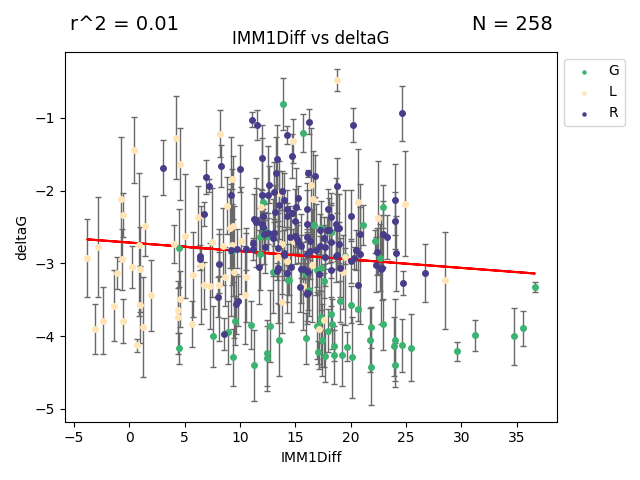 r^2 = 0.01
N = 258
IMM1Diff vs deltaG
G
L
R
deltaG
−1
−2
−3
−4
−5
−5
0
5
10
15
20
25
30
35
IMM1Diff